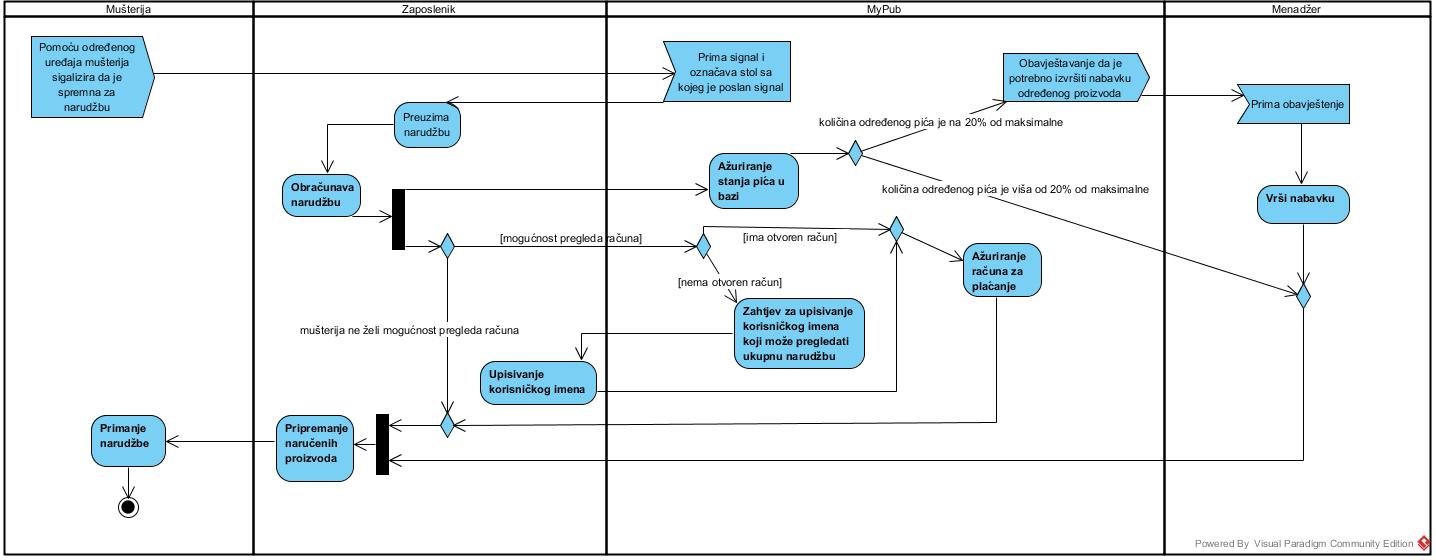 Mušterija
Zaposlenik
MyPub
Menadžer
Pomoću određenog
uređaja mušterija
sigalizira da je
spremna za
narudžbu
Prima signal i
označava stol sa
kojeg je poslan signal
Obavještavanje da je
potrebno izvršiti nabavku
određenog proizvoda
Prima obavještenje
Preuzima
narudžbu
količina određenog pića je na 20% od maksimalne
Obračunava
narudžbu
Ažuriranje
stanja pića u
bazi
količina određenog pića je viša od 20% od maksimalne
Vrši nabavku
[mogućnost pregleda računa]
[ima otvoren račun]
Ažuriranje
računa za
plaćanje
[nema otvoren račun]
Zahtjev za upisivanje
korisničkog imena
koji može pregledati
ukupnu narudžbu
mušterija ne želi mogućnost pregleda računa
Upisivanje
korisničkog imena
Primanje
narudžbe
Pripremanje
naručenih
proizvoda
Powered By Visual Paradigm Community Edition